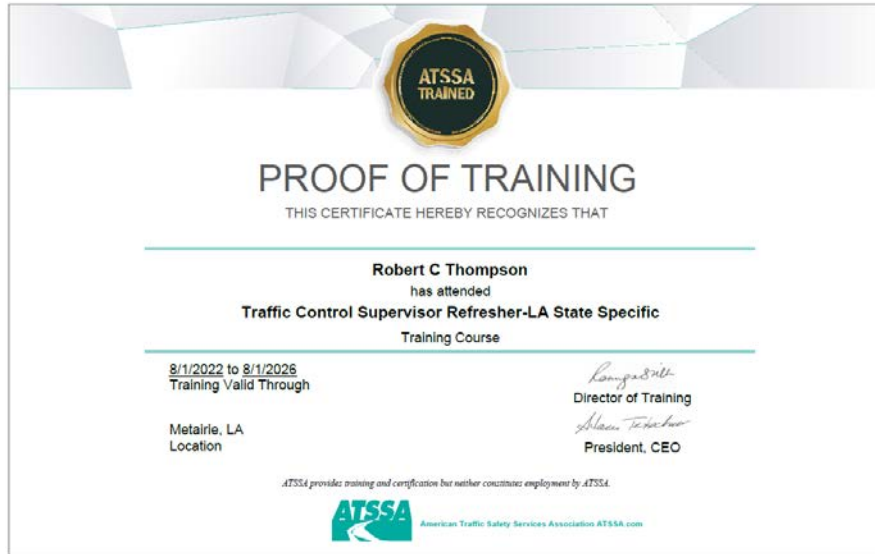 ATSSA
TRAINED
PROOF OF TRAINING
THIS CERTIFICATE HEREBY RECOGNIZES THAT
Robert C Thompson
has attended
Traffic Control Supervisor Refresher-LA State Specific
Training Course
8/1/2022 to 8/1/2026
Training Valid Through
Director of Training
Metairie, LA
Location
President, CEO
ATSSA provides training and certification but neither constitutes employment by ATSSA.
ATSSA
American Traffic Safety Services Association ATSSA.com